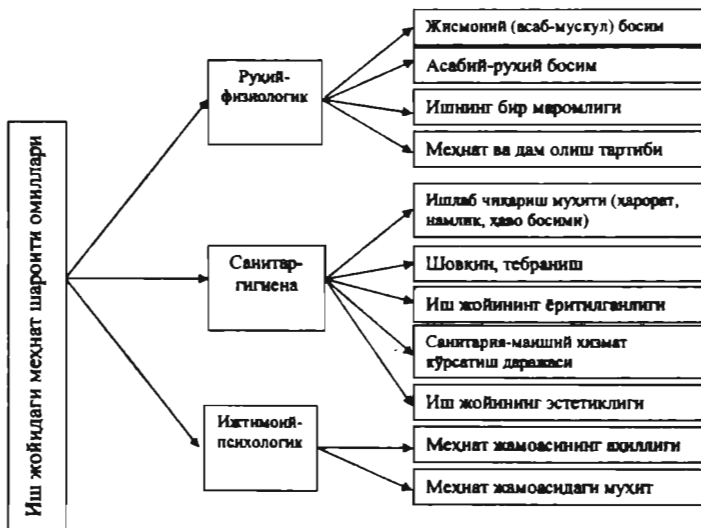 Иш жойидаги меҳнат шароити омиллари
Руҳий-
физиологик
Жисмоний (асаб-мускул) босим
Асабий-руҳий босим
Ишнинг бир маромлиги
Меҳнат ва дам олиш тартиби
Санитар-
гигиена
Ишлаб чиқариш муҳити (ҳарорат,
намлик, ҳаво босими)
Шовқин, тебраниш
Иш жойининг ёритилганлиги
Санитария-маиший хизмат
кўрсатиш даражаси
Иш жойининг эстетиклиги
Ижтимоий-
психологик
Меҳнат жамоасининг аҳиллиги
Меҳнат жамоасидаги муҳит